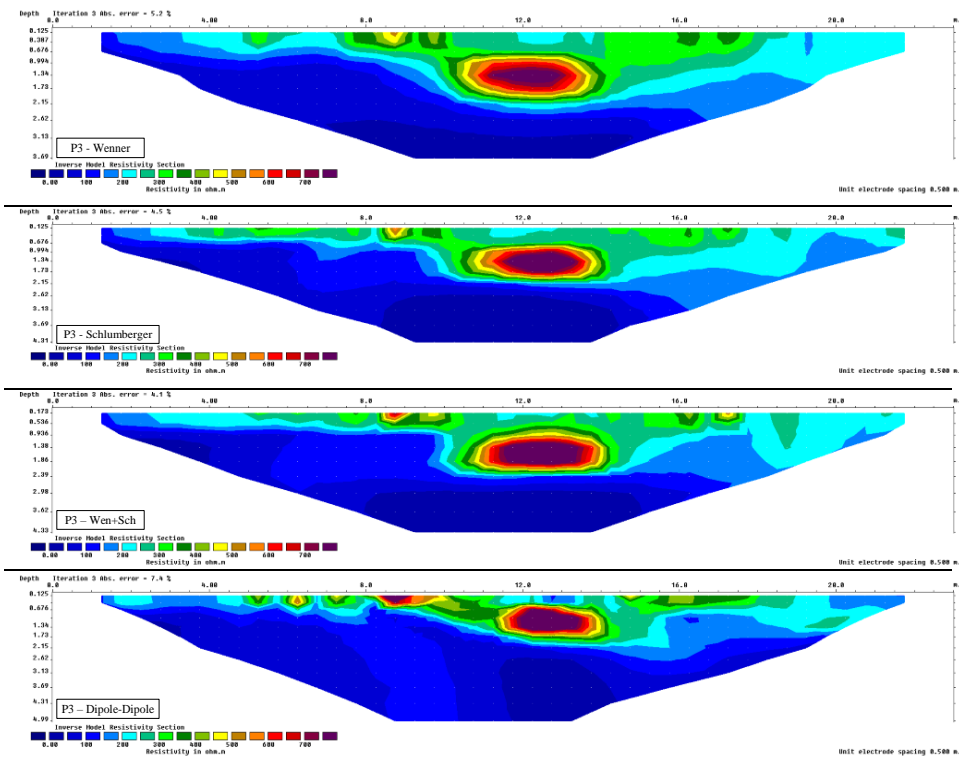 Depth Iteration 3 Abs. error = 5.2 %
0.0 4.00 8.0 12.0 16.0 20.0 m.
0.125
0.387
0.676
0.994
1.34
1.73
2.15
2.62
3.13
3.69
P3 - Wenner
Inverse Model Resistivity Section
0.00 200 400 500 700
Resistivity in ohm.m
Unit electrode spacing 0.500 m.
Depth Iteration 3 Abs. error = 4.5 %
0.0 4.00 8.0 12.0 16.0 20.0 m.
0.125
0.676
0.994
1.34
1.73
2.15
2.62
3.13
3.69
4.31
P3 - Schlumberger
Inverse Model Resistivity Section
0.00 200 400 500 700
Resistivity in ohm.m
Unit electrode spacing 0.500 m.
Depth Iteration 3 Abs. error = 4.1 %
0.0 4.00 8.0 12.0 16.0 20.0 m.
0.173
0.536
0.936
1.38
1.86
2.39
2.98
3.62
4.33
P3 – Wen+Sch
Inverse Model Resistivity Section
0.00 200 400 500 700
Resistivity in ohm.m
Unit electrode spacing 0.500 m.
Depth Iteration 3 Abs. error = 7.4 %
0.0 4.00 8.0 12.0 16.0 20.0 m.
0.125
0.676
1.34
1.73
2.15
2.62
3.13
3.69
4.31
4.99
P3 – Dipole-Dipole
Inverse Model Resistivity Section
0.00 200 400 600 700
Resistivity in ohm.m
Unit electrode spacing 0.500 m.